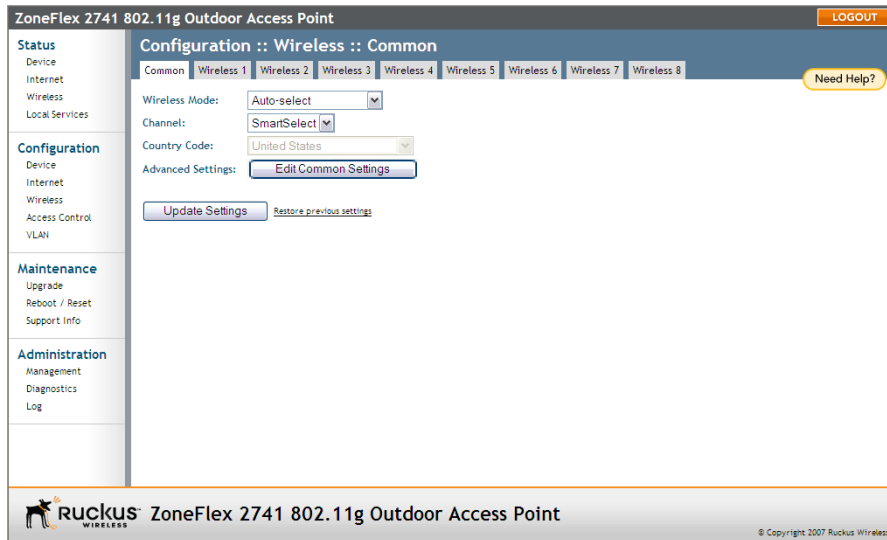 ZoneFlex 2741 802.11g Outdoor Access Point
LOGOUT
Status
Device
Internet
Wireless
Local Services
Configuration
Device
Internet
Wireless
Access Control
VLAN
Maintenance
Upgrade
Reboot / Reset
Support Info
Administration
Management
Diagnostics
Log
Configuration :: Wireless :: Common
Common Wireless 1 Wireless 2 Wireless 3 Wireless 4 Wireless 5 Wireless 6 Wireless 7 Wireless 8
Need Help?
Wireless Mode: Auto-select
Channel: SmartSelect
Country Code: United States
Advanced Settings: Edit Common Settings
Update Settings Restore previous settings
RUCKUS ZoneFlex 2741 802.11g Outdoor Access Point
WIRELESS
© Copyright 2007 Ruckus Wireless